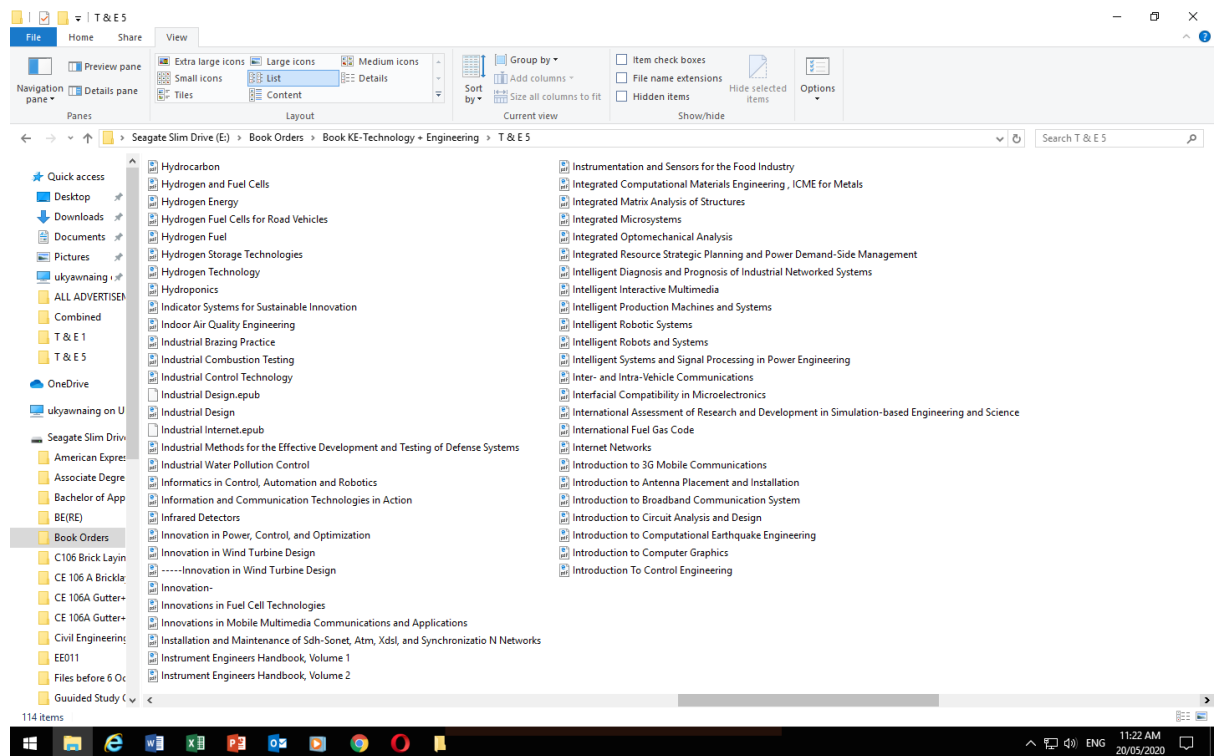 T & E 5
File Home Share View
Preview pane
Navigation pane
Details pane
Panes
Extra large icons Large icons Medium icons
Small icons List Details
Tiles Content
Layout
Sort by
Group by
Add columns
Size all columns to fit
Current view
Item check boxes
File name extensions
Hidden items
Hide selected items
Show/hide
Options
Seagate Slim Drive (E:) > Book Orders > Book KE-Technology + Engineering > T & E 5
Search T & E 5
Quick access
Desktop
Downloads
Documents
Pictures
ukyawnaing
ALL ADVERTISEN
Combined
T & E 1
T & E 5
OneDrive
ukyawnaing on U
Seagate Slim Drive
American Expres
Associate Degre
Bachelor of App
BE(RE)
Book Orders
C106 Brick Layin
CE 106 A Brickla
CE 106A Gutter+
CE 106A Gutter+
Civil Engineering
EE011
Files before 6 Oc
Guuided Study
Hydrocarbon
Hydrogen and Fuel Cells
Hydrogen Energy
Hydrogen Fuel Cells for Road Vehicles
Hydrogen Fuel
Hydrogen Storage Technologies
Hydrogen Technology
Hydroponics
Indicator Systems for Sustainable Innovation
Indoor Air Quality Engineering
Industrial Brazing Practice
Industrial Combustion Testing
Industrial Control Technology
Industrial Design.epub
Industrial Design
Industrial Internet.epub
Industrial Methods for the Effective Development and Testing of Defense Systems
Industrial Water Pollution Control
Informatics in Control, Automation and Robotics
Information and Communication Technologies in Action
Infrared Detectors
Innovation in Power, Control, and Optimization
Innovation in Wind Turbine Design
-----Innovation in Wind Turbine Design
Innovation-
Innovations in Fuel Cell Technologies
Innovations in Mobile Multimedia Communications and Applications
Installation and Maintenance of Sdh-Sonet, Atm, Xdsl, and Synchronizatio N Networks
Instrument Engineers Handbook, Volume 1
Instrument Engineers Handbook, Volume 2
Instrumentation and Sensors for the Food Industry
Integrated Computational Materials Engineering , ICME for Metals
Integrated Matrix Analysis of Structures
Integrated Microsystems
Integrated Optomechanical Analysis
Integrated Resource Strategic Planning and Power Demand-Side Management
Intelligent Diagnosis and Prognosis of Industrial Networked Systems
Intelligent Interactive Multimedia
Intelligent Production Machines and Systems
Intelligent Robotic Systems
Intelligent Robots and Systems
Intelligent Systems and Signal Processing in Power Engineering
Inter- and Intra-Vehicle Communications
Interfacial Compatibility in Microelectronics
International Assessment of Research and Development in Simulation-based Engineering and Science
International Fuel Gas Code
Internet Networks
Introduction to 3G Mobile Communications
Introduction to Antenna Placement and Installation
Introduction to Broadband Communication System
Introduction to Circuit Analysis and Design
Introduction to Computational Earthquake Engineering
Introduction to Computer Graphics
Introduction To Control Engineering
114 items
ENG
11:22 AM
20/05/2020